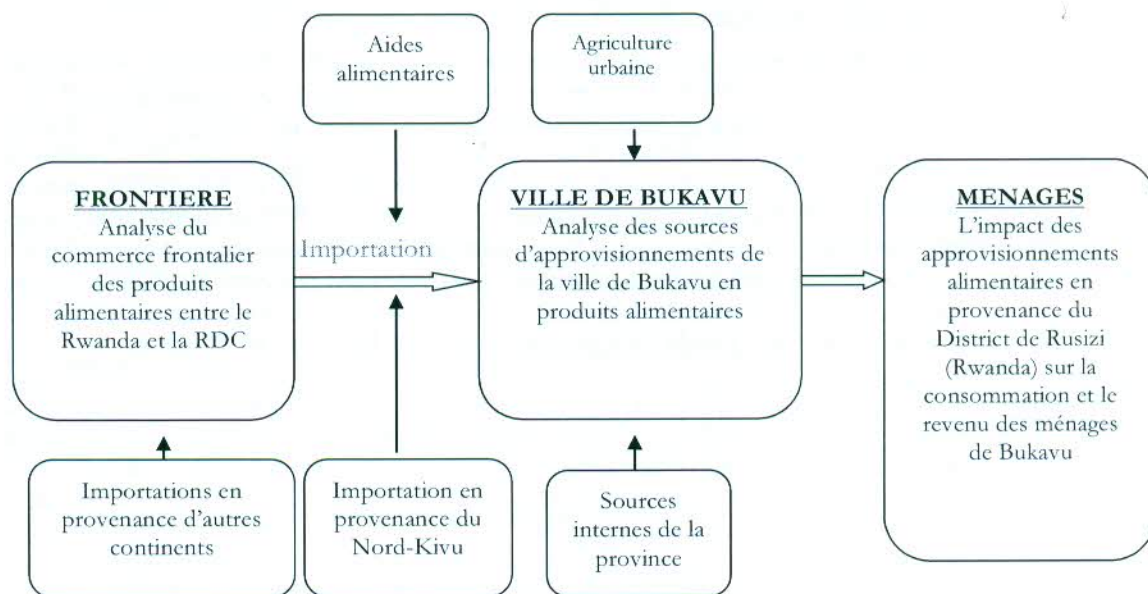 Aides
alimentaires
Agriculture
urbaine
FRONTIERE
Analyse du
commerce frontalier
des produits
alimentaires entre le
Rwanda et la RDC
Importation
VILLE DE BUKAVU
Analyse des sources
d'approvisionnements de
la ville de Bukavu en
produits alimentaires
MENAGES
L'impact des
approvisionnements
alimentaires en
provenance du
District de Rusizi
(Rwanda) sur la
consommation et le
revenu des ménages
de Bukavu
Importations en
provenance d'autres
continents
Importation en
provenance du
Nord-Kivu
Sources
internes de la
province